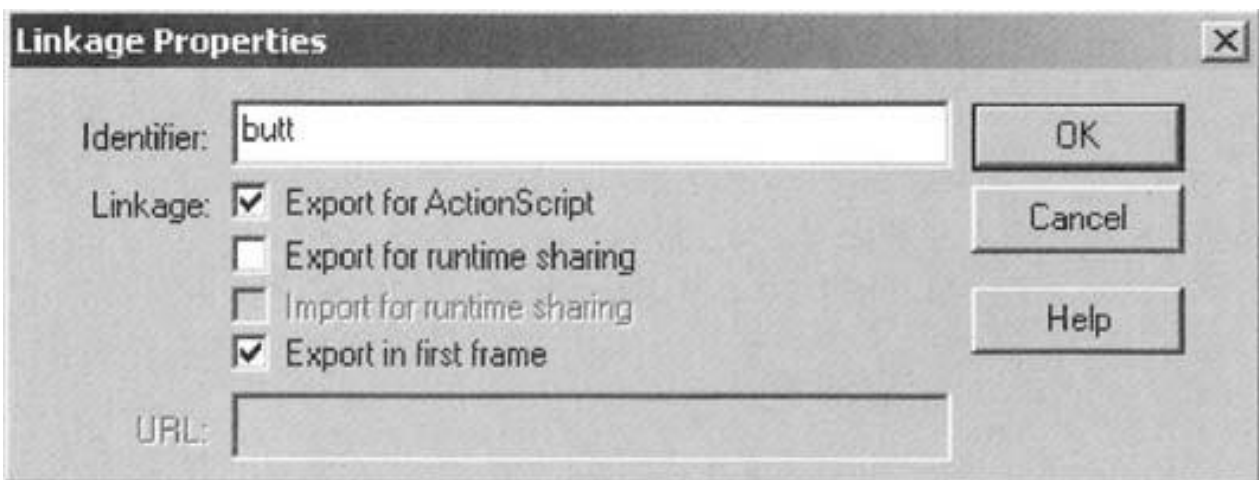 Linkage Properties
Identifier: butt
OK
Linkage: Export for ActionScript
Cancel
Export for runtime sharing
Import for runtime sharing
Help
Export in first frame
URL: